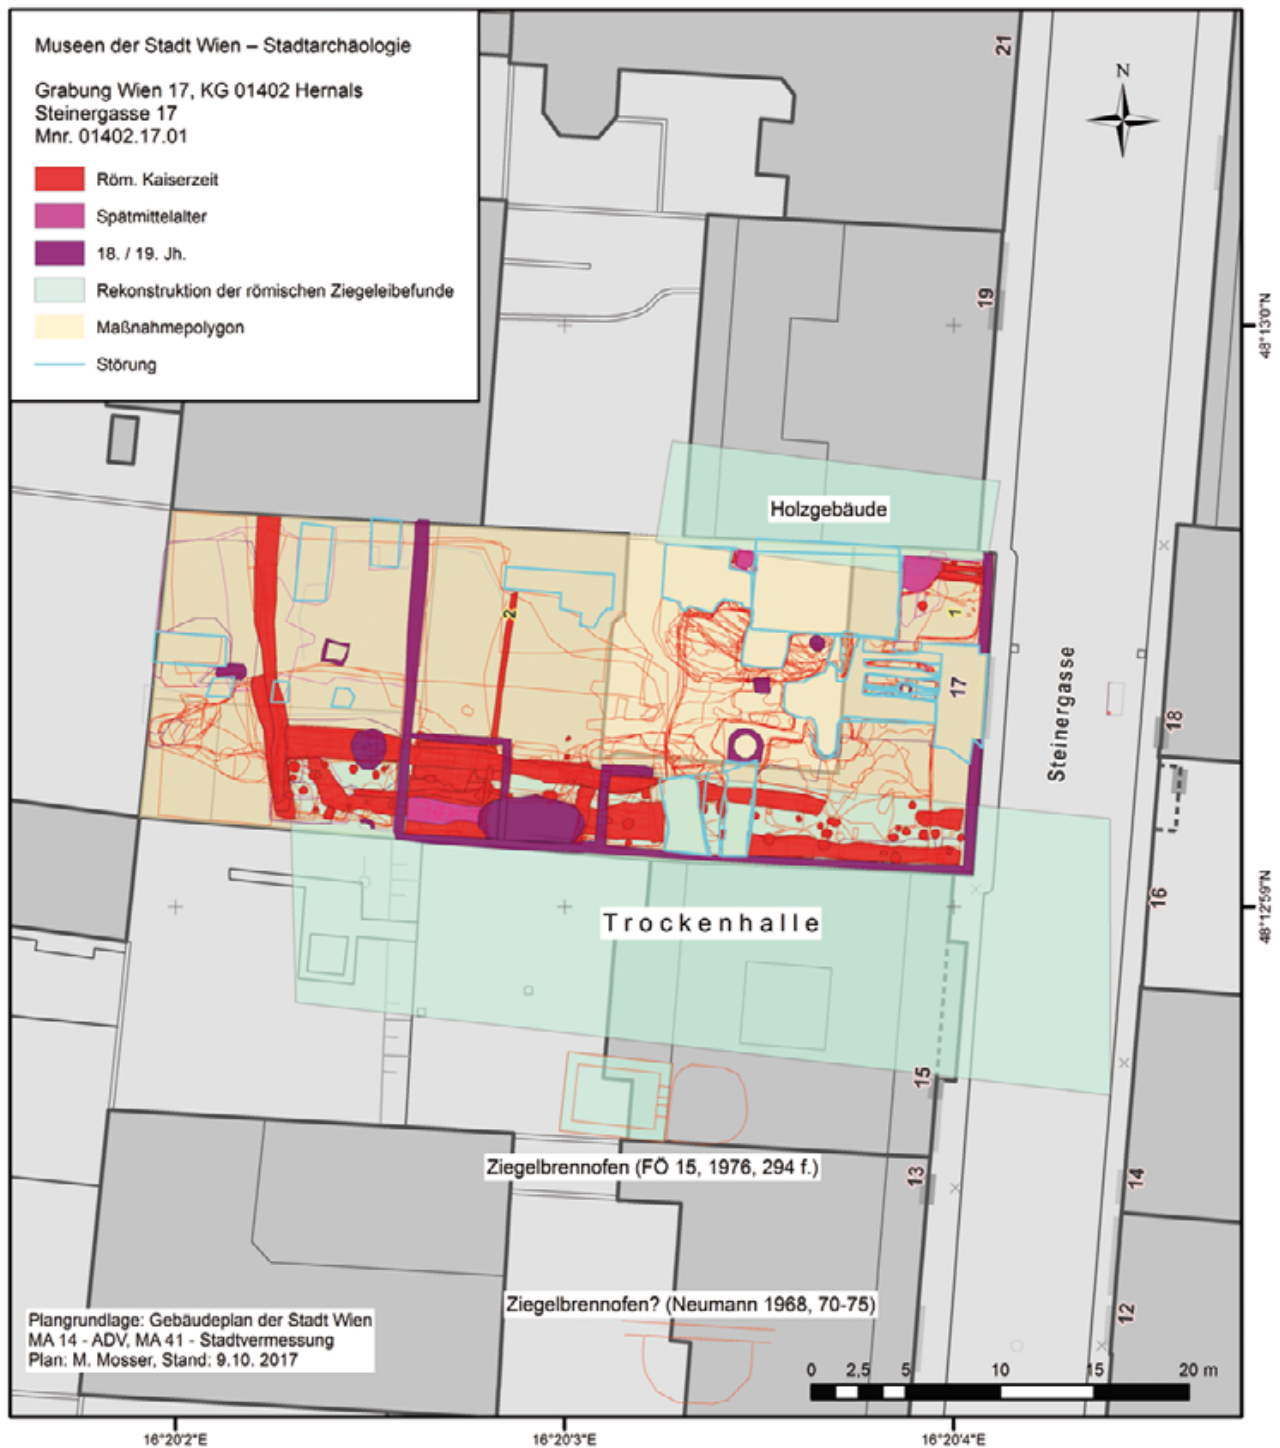 Museen der Stadt Wien – Stadtarchäologie
Grabung Wien 17, KG 01402 Hernals
Steinergasse 17
Mnr. 01402.17.01
Röm. Kaiserzeit
Spätmittelalter
18. / 19. Jh.
Rekonstruktion der römischen Ziegeleibefunde
Maßnahmepolygon
Störung
21
N
19
48°13'0"N
Holzgebäude
2
1
17
Steinergasse
18
16
48°12'59"N
Trockenhalle
15
Ziegelbrennofen (FÖ 15, 1976, 294 f.)
13
14
Ziegelbrennofen? (Neumann 1968, 70-75)
12
Plangrundlage: Gebäudeplan der Stadt Wien
MA 14 - ADV, MA 41 - Stadtvermessung
Plan: M. Mosser, Stand: 9.10. 2017
0 2,5 5 10 15 20 m
16°20'2"E 16°20'3"E 16°20'4"E